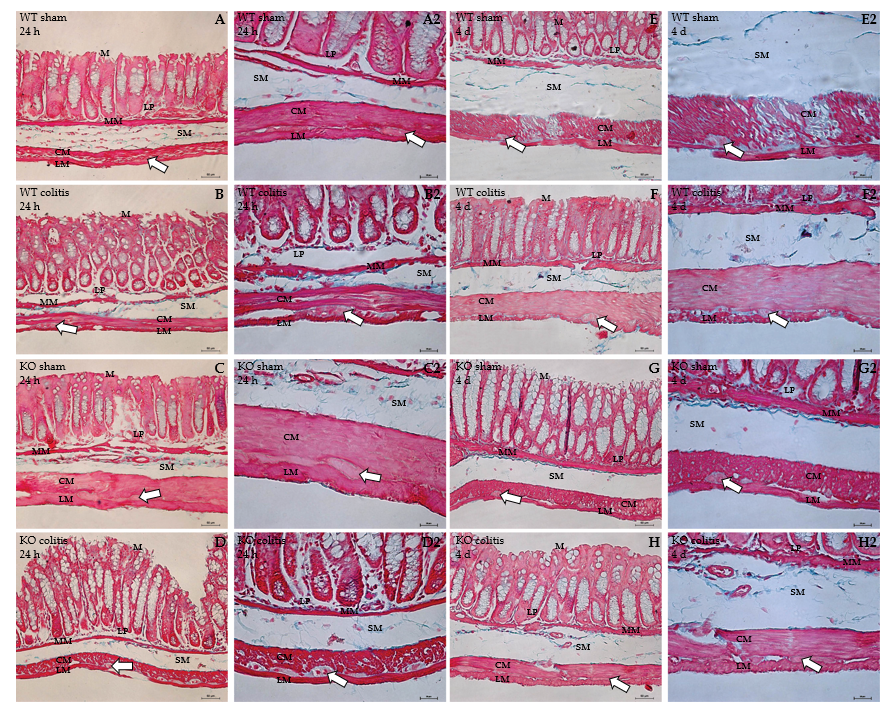 WT sham A
24 h
M
LP
MM
SM
CM
LM
WT sham A2
24 h
LP
MM
SM
CM
LM
WT sham E
4 d
M
LP
MM
SM
CM
LM
WT sham E2
4 d
SM
CM
LM
WT colitis B
24 h
M
LP
MM
SM
CM
LM
WT colitis B2
24 h
LP
MM
SM
CM
LM
WT colitis F
4 d
M
LP
MM
SM
CM
LM
WT colitis F2
4 d
LP
MM
SM
CM
LM
KO sham C
24 h
M
LP
MM
SM
CM
LM
KO sham C2
24 h
SM
CM
LM
KO sham G
4 d
M
MM
LP
SM
CM
LM
KO sham G2
4 d
LP
MM
SM
CM
LM
KO colitis D
24 h
M
LP
MM
SM
CM
LM
KO colitis D2
24 h
LP
MM
SM
CM
LM
KO colitis H
4 d
M
LP
MM
SM
CM
LM
KO colitis H2
4 d
LP
MM
SM
CM
LM